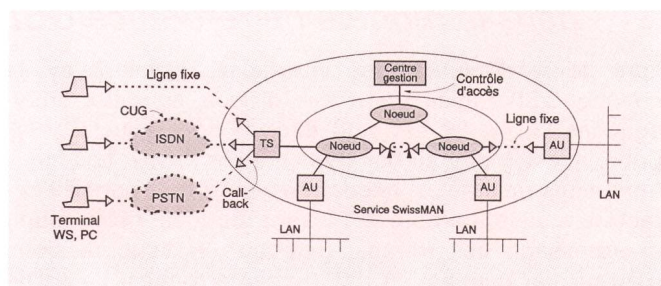 Ligne fixe
CUG
ISDN
PSTN
Terminal
WS, PC
TS
Call-
back
Centre
gestion
Contrôle
d'accès
Noeud
Noeud
Noeud
Ligne fixe
AU
AU
AU
Service SwissMAN
LAN
LAN
LAN